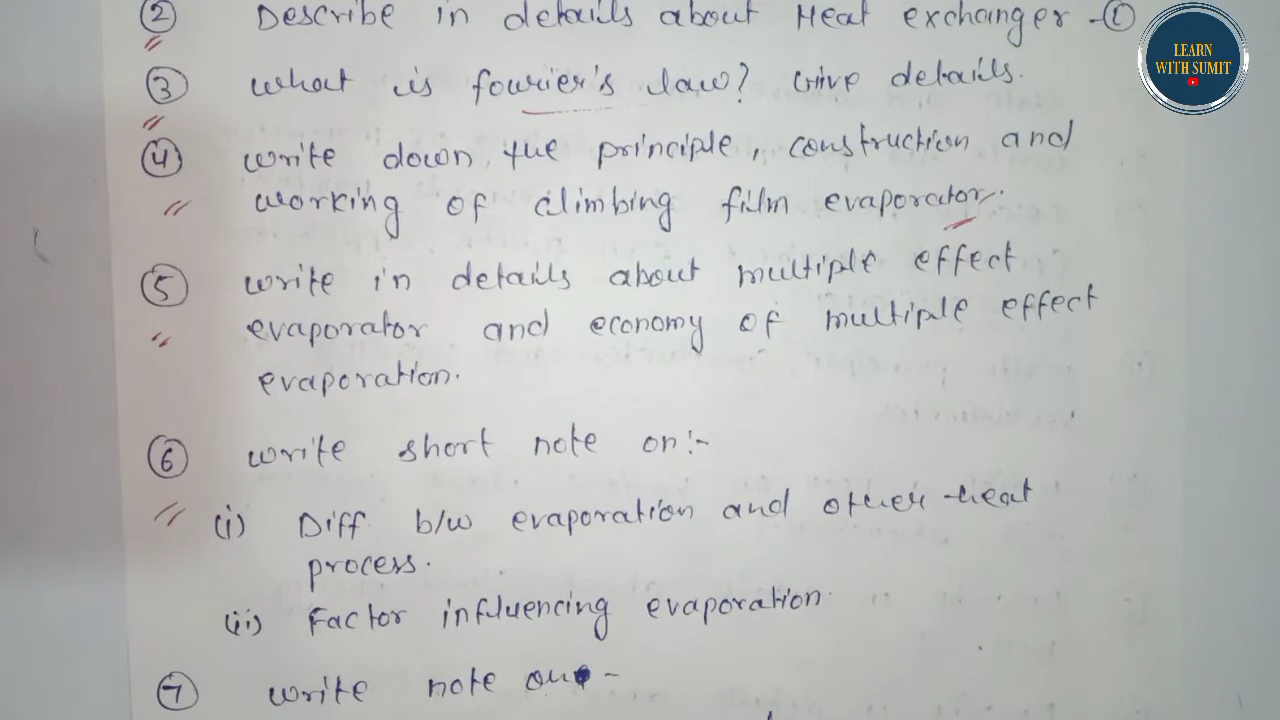 ② Describe in details about Heat exchanger -①
LEARN
WITH SUMIT
③ What is fourier's law? Give details.
④ write down the principle, construction and
working of climbing film evaporator.
⑤ write in details about multiple effect
evaporator and economy of multiple effect
evaporation.
⑥ write short note on:-
(i) Diff b/w evaporation and other heat
process.
(ii) Factor influencing evaporation.
⑦ write note on -